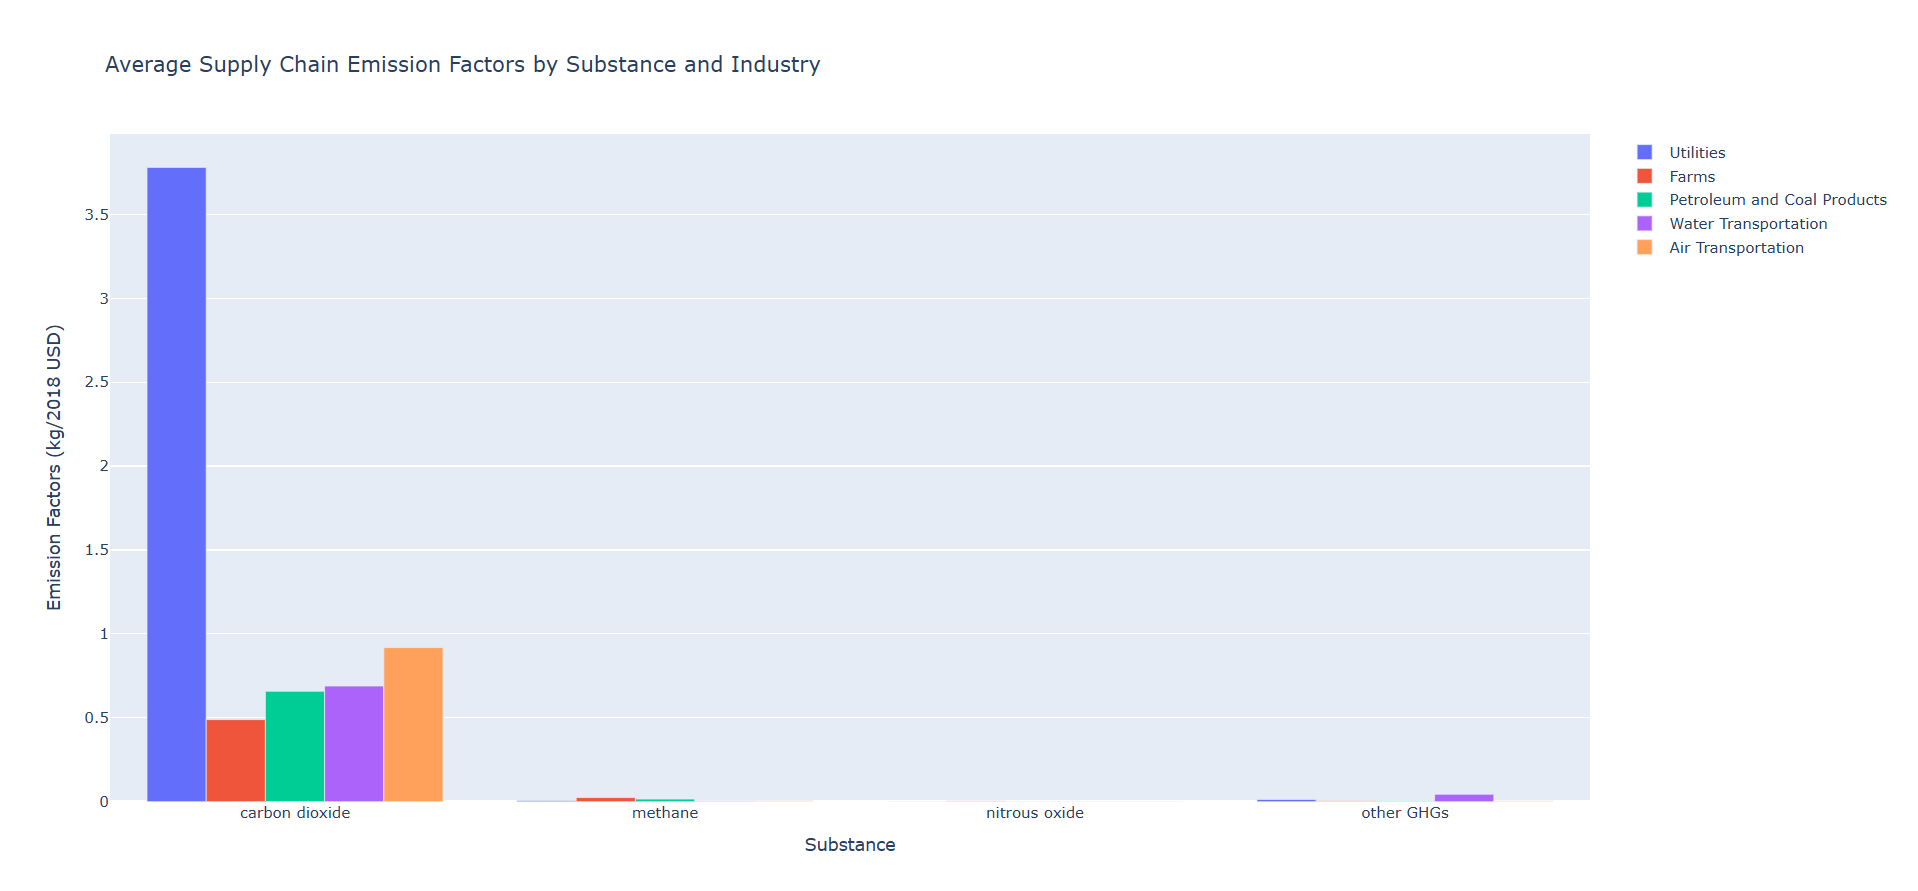 Average Supply Chain Emission Factors by Substance and Industry
Utilities
Farms
Petroleum and Coal Products
Water Transportation
Air Transportation
3.5
3
2.5
2
1.5
1
0.5
0
Emission Factors (kg/2018 USD)
carbon dioxide
methane
nitrous oxide
other GHGs
Substance